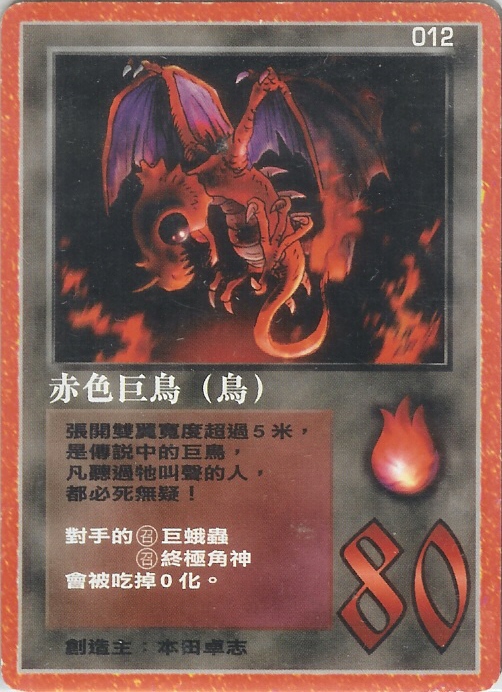 012
赤色巨鳥（鳥）
張開雙翼寬度超過5米，
是傳說中的巨鳥，
凡聽過牠叫聲的人，
都必死無疑！
對手的㊁巨蛾蟲
㊁終極角神
會被吃掉0化。
80
創造主：本田卓志